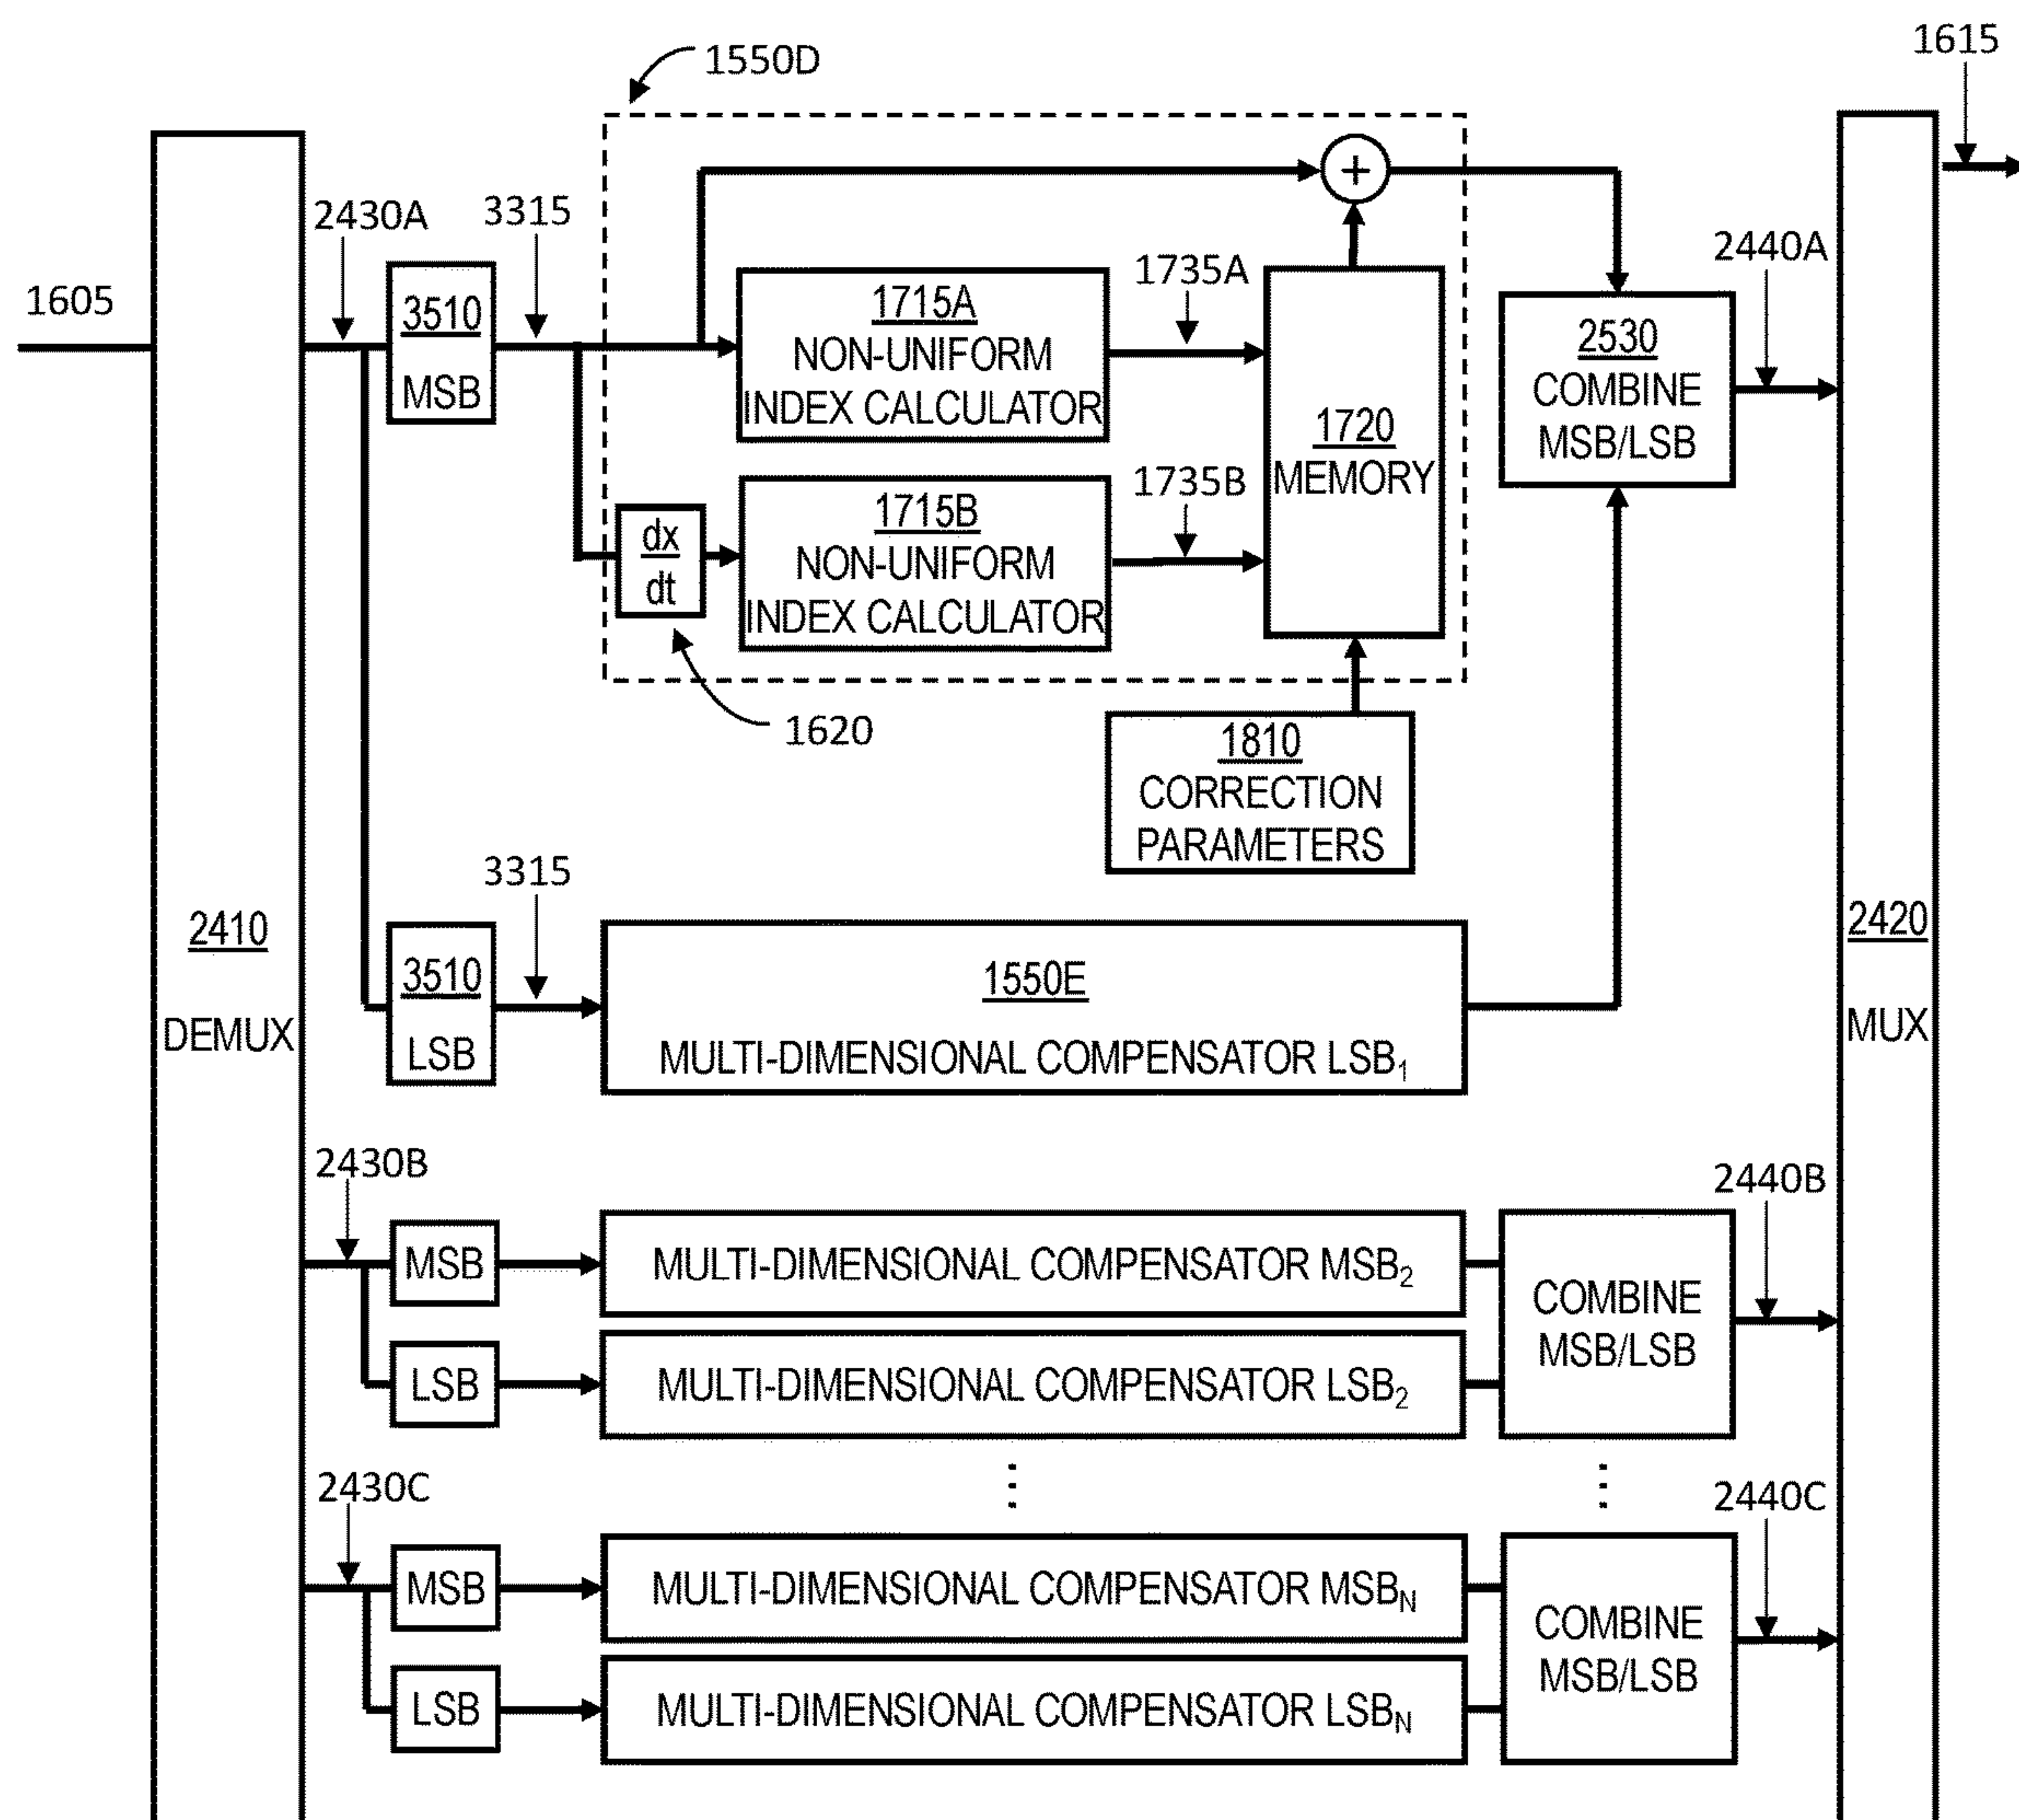 1615
1550D
2430A
3315
1605
3510
MSB
1715A
NON-UNIFORM
INDEX CALCULATOR
1735A
+
1720
MEMORY
2530
COMBINE
MSB/LSB
2440A
dx
dt
1715B
NON-UNIFORM
INDEX CALCULATOR
1735B
1620
1810
CORRECTION
PARAMETERS
2410
DEMUX
3315
3510
LSB
1550E
MULTI-DIMENSIONAL COMPENSATOR LSB₁
2420
MUX
2430B
MSB
MULTI-DIMENSIONAL COMPENSATOR MSB₂
LSB
MULTI-DIMENSIONAL COMPENSATOR LSB₂
COMBINE
MSB/LSB
2440B
⋮
⋮
2430C
MSB
MULTI-DIMENSIONAL COMPENSATOR MSB_N
LSB
MULTI-DIMENSIONAL COMPENSATOR LSB_N
COMBINE
MSB/LSB
2440C